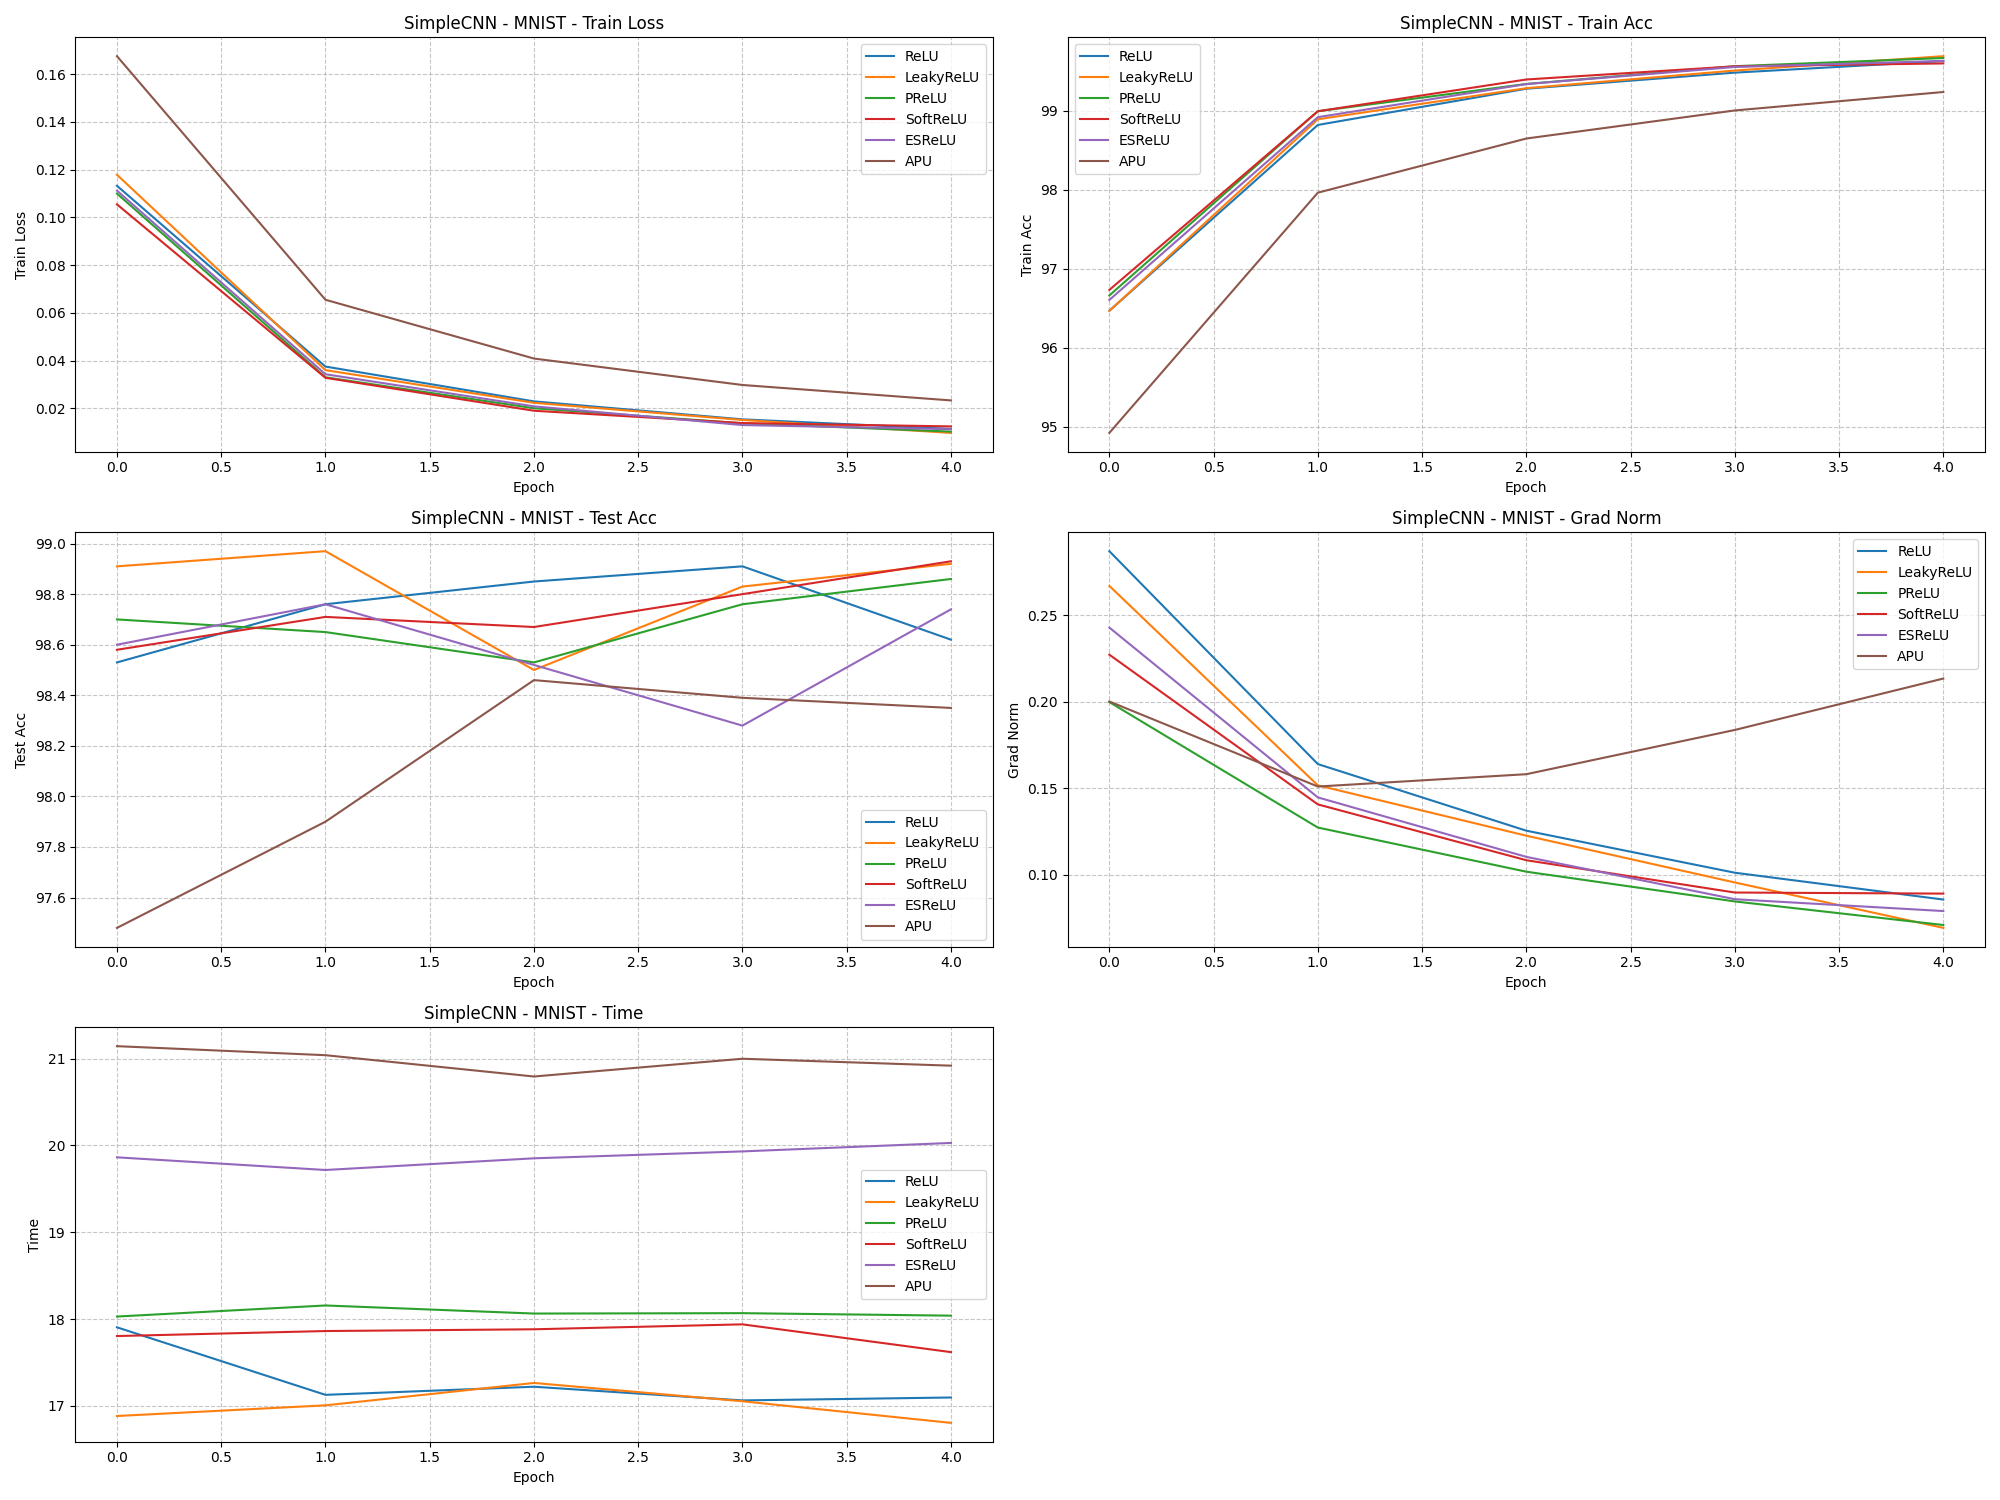 SimpleCNN - MNIST - Train Loss
Train Loss
0.16
0.14
0.12
0.10
0.08
0.06
0.04
0.02
0.0 0.5 1.0 1.5 2.0 2.5 3.0 3.5 4.0
Epoch
ReLU
LeakyReLU
PReLU
SoftReLU
ESReLU
APU
SimpleCNN - MNIST - Train Acc
Train Acc
99
98
97
96
95
0.0 0.5 1.0 1.5 2.0 2.5 3.0 3.5 4.0
Epoch
ReLU
LeakyReLU
PReLU
SoftReLU
ESReLU
APU
SimpleCNN - MNIST - Test Acc
Test Acc
99.0
98.8
98.6
98.4
98.2
98.0
97.8
97.6
0.0 0.5 1.0 1.5 2.0 2.5 3.0 3.5 4.0
Epoch
ReLU
LeakyReLU
PReLU
SoftReLU
ESReLU
APU
SimpleCNN - MNIST - Grad Norm
Grad Norm
0.25
0.20
0.15
0.10
0.0 0.5 1.0 1.5 2.0 2.5 3.0 3.5 4.0
Epoch
ReLU
LeakyReLU
PReLU
SoftReLU
ESReLU
APU
SimpleCNN - MNIST - Time
Time
21
20
19
18
17
0.0 0.5 1.0 1.5 2.0 2.5 3.0 3.5 4.0
Epoch
ReLU
LeakyReLU
PReLU
SoftReLU
ESReLU
APU